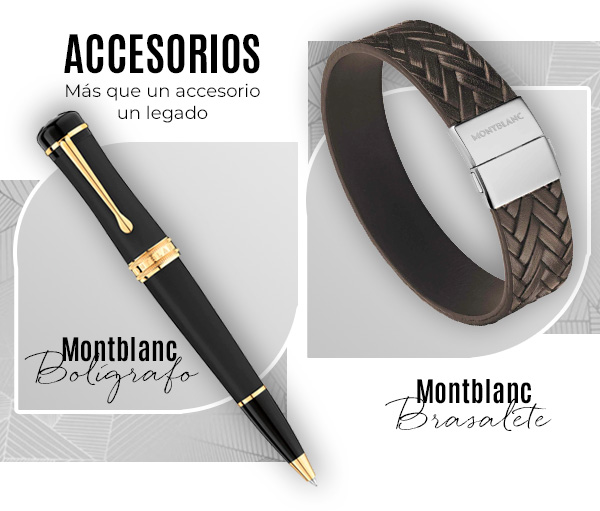 ACCESORIOS
Más que un accesorio
un legado
MONTBLANC
Montblanc
Bolígrafo
Montblanc
Brasalete